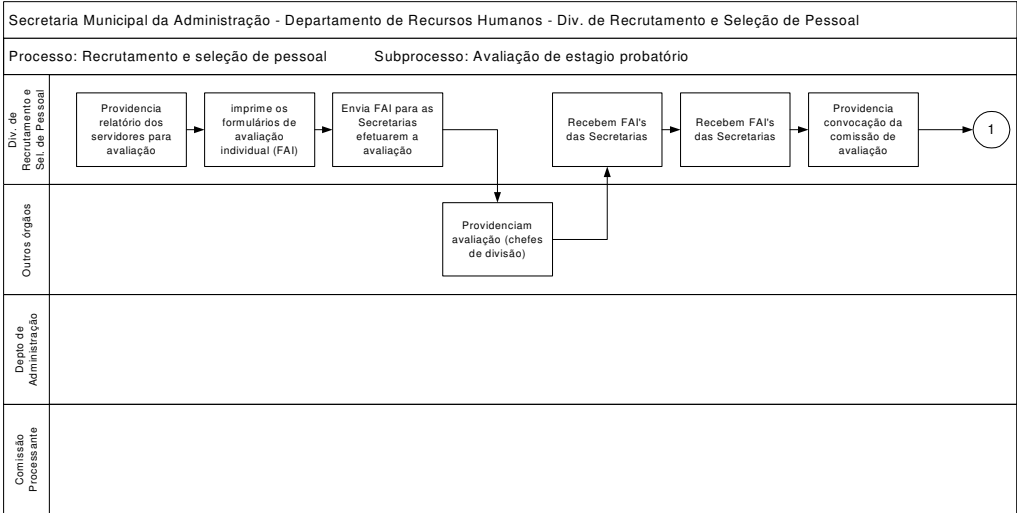 Secretaria Municipal da Administração - Departamento de Recursos Humanos - Div. de Recrutamento e Seleção de Pessoal
Processo: Recrutamento e seleção de pessoal Subprocesso: Avaliação de estagio probatório
Div. de
Recrutamento e
Sel. de Pessoal
Providencia
relatório dos
servidores para
avaliação
imprime os
formulários de
avaliação
individual (FAI)
Envia FAI para as
Secretarias
efetuarem a
avaliação
Recebem FAI's
das Secretarias
Recebem FAI's
das Secretarias
Providencia
convocação da
comissão de
avaliação
1
Outros órgãos
Providenciam
avaliação (chefes
de divisão)
Depto de
Administração
Comissão
Processante